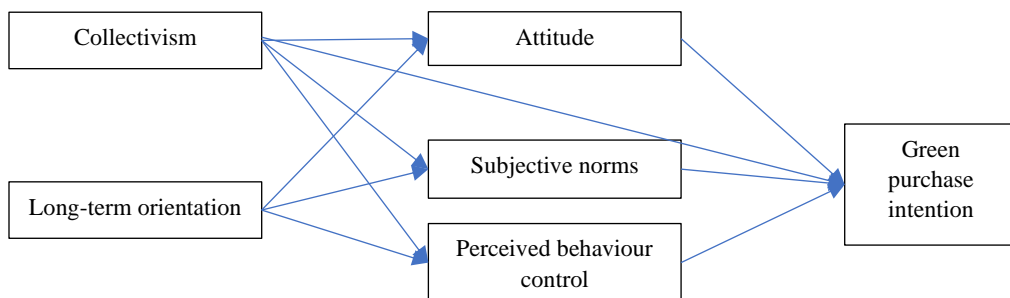 Collectivism
Attitude
Subjective norms
Green
purchase
intention
Long-term orientation
Perceived behaviour
control